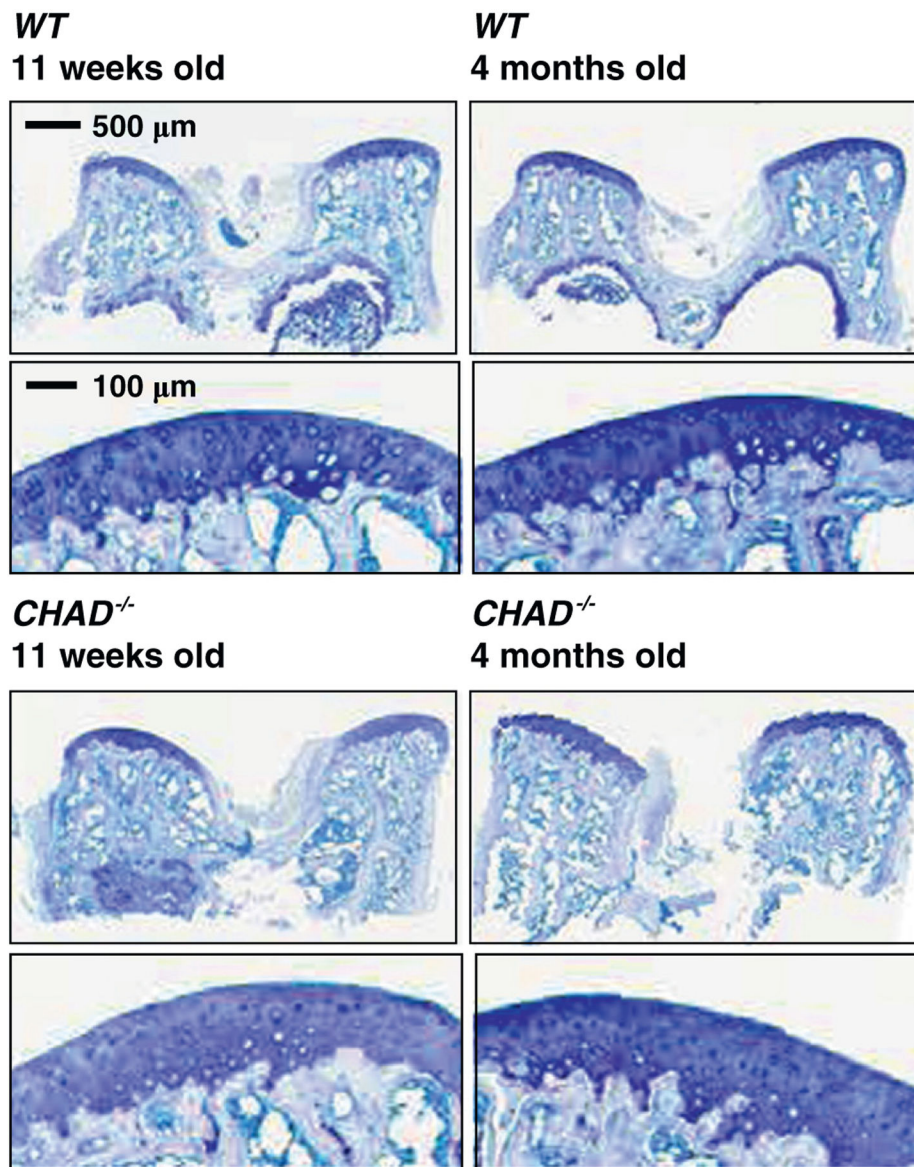 WT
11 weeks old
WT
4 months old
500 μm
100 μm
CHAD-/-
11 weeks old
CHAD-/-
4 months old